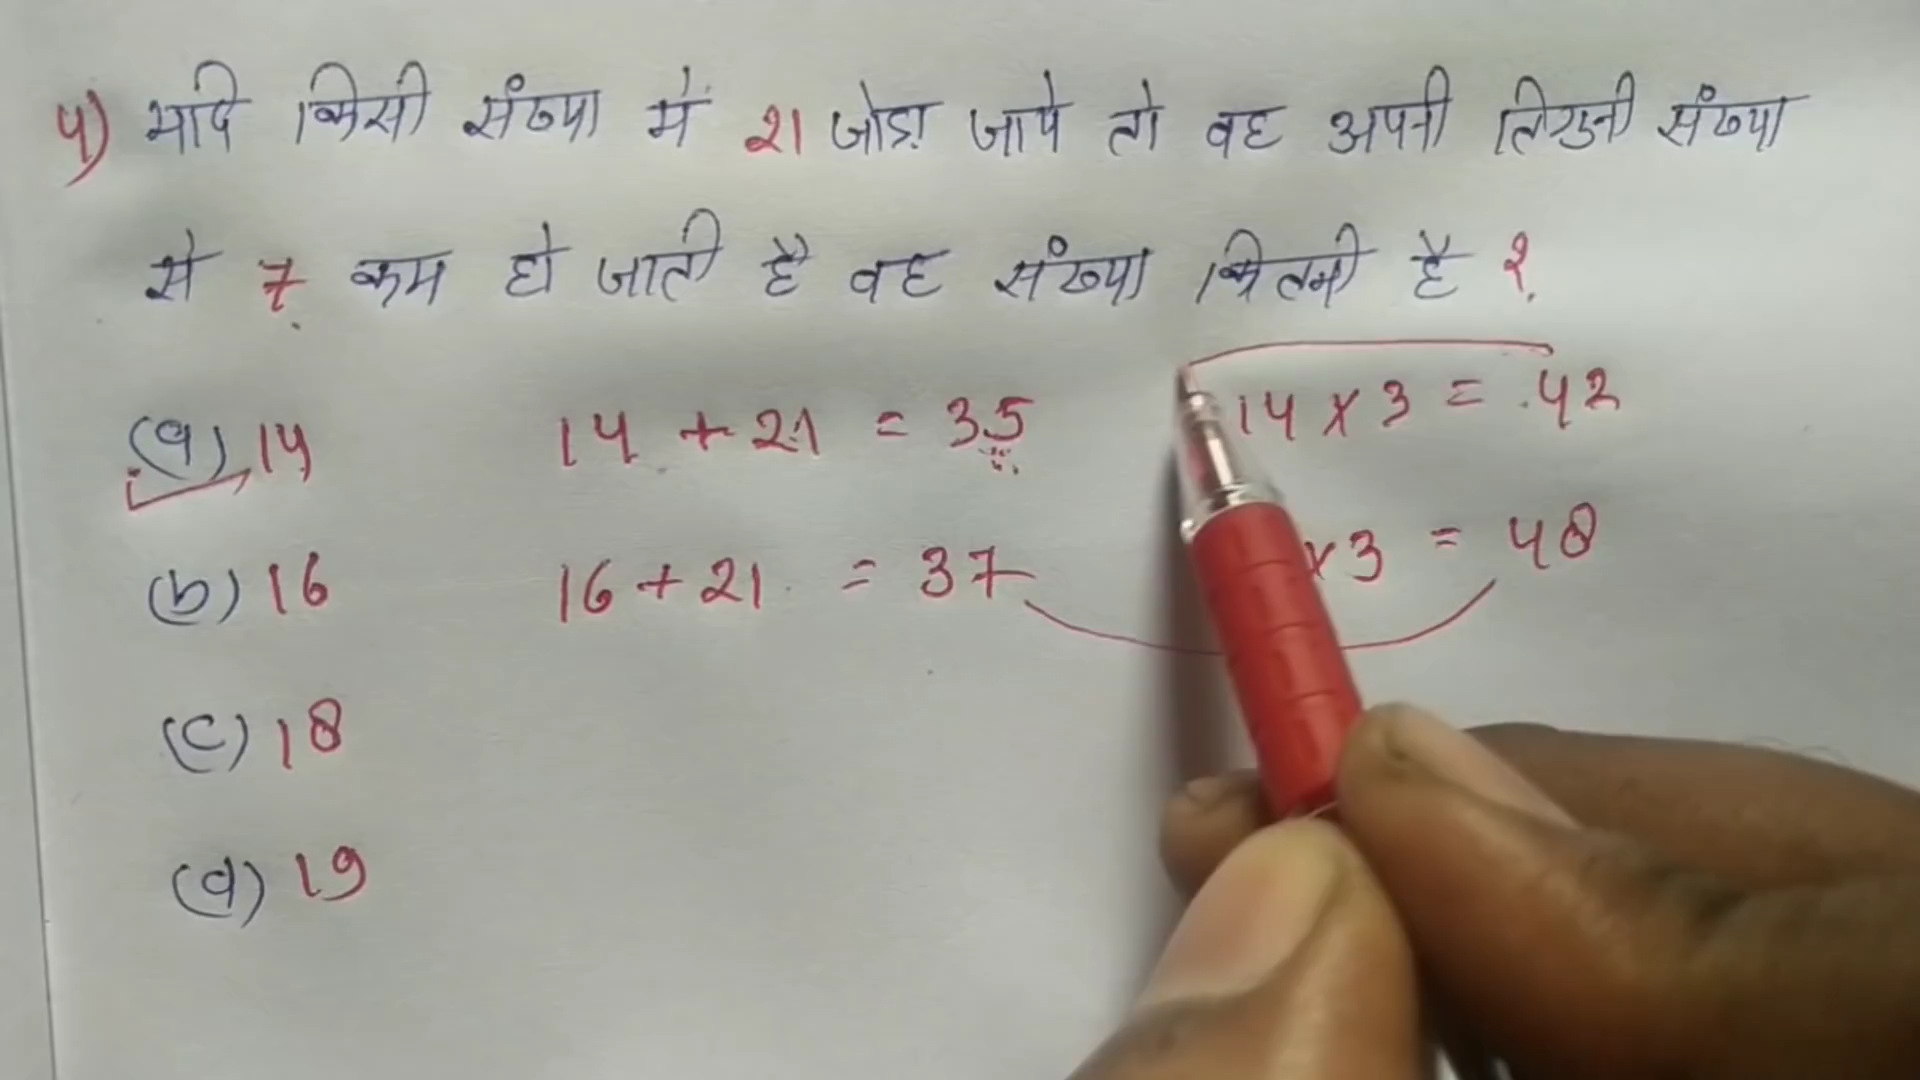 4) यदि किसी संख्या में 21 जोड़ा जाये तो वह अपनी तिगुनी संख्या
से 7 कम हो जाती है वह संख्या कितनी है ?
(a) 14 14 + 21 = 35 14 x 3 = 42
(b) 16 16 + 21 = 37 x 3 = 48
(c) 18
(d) 19